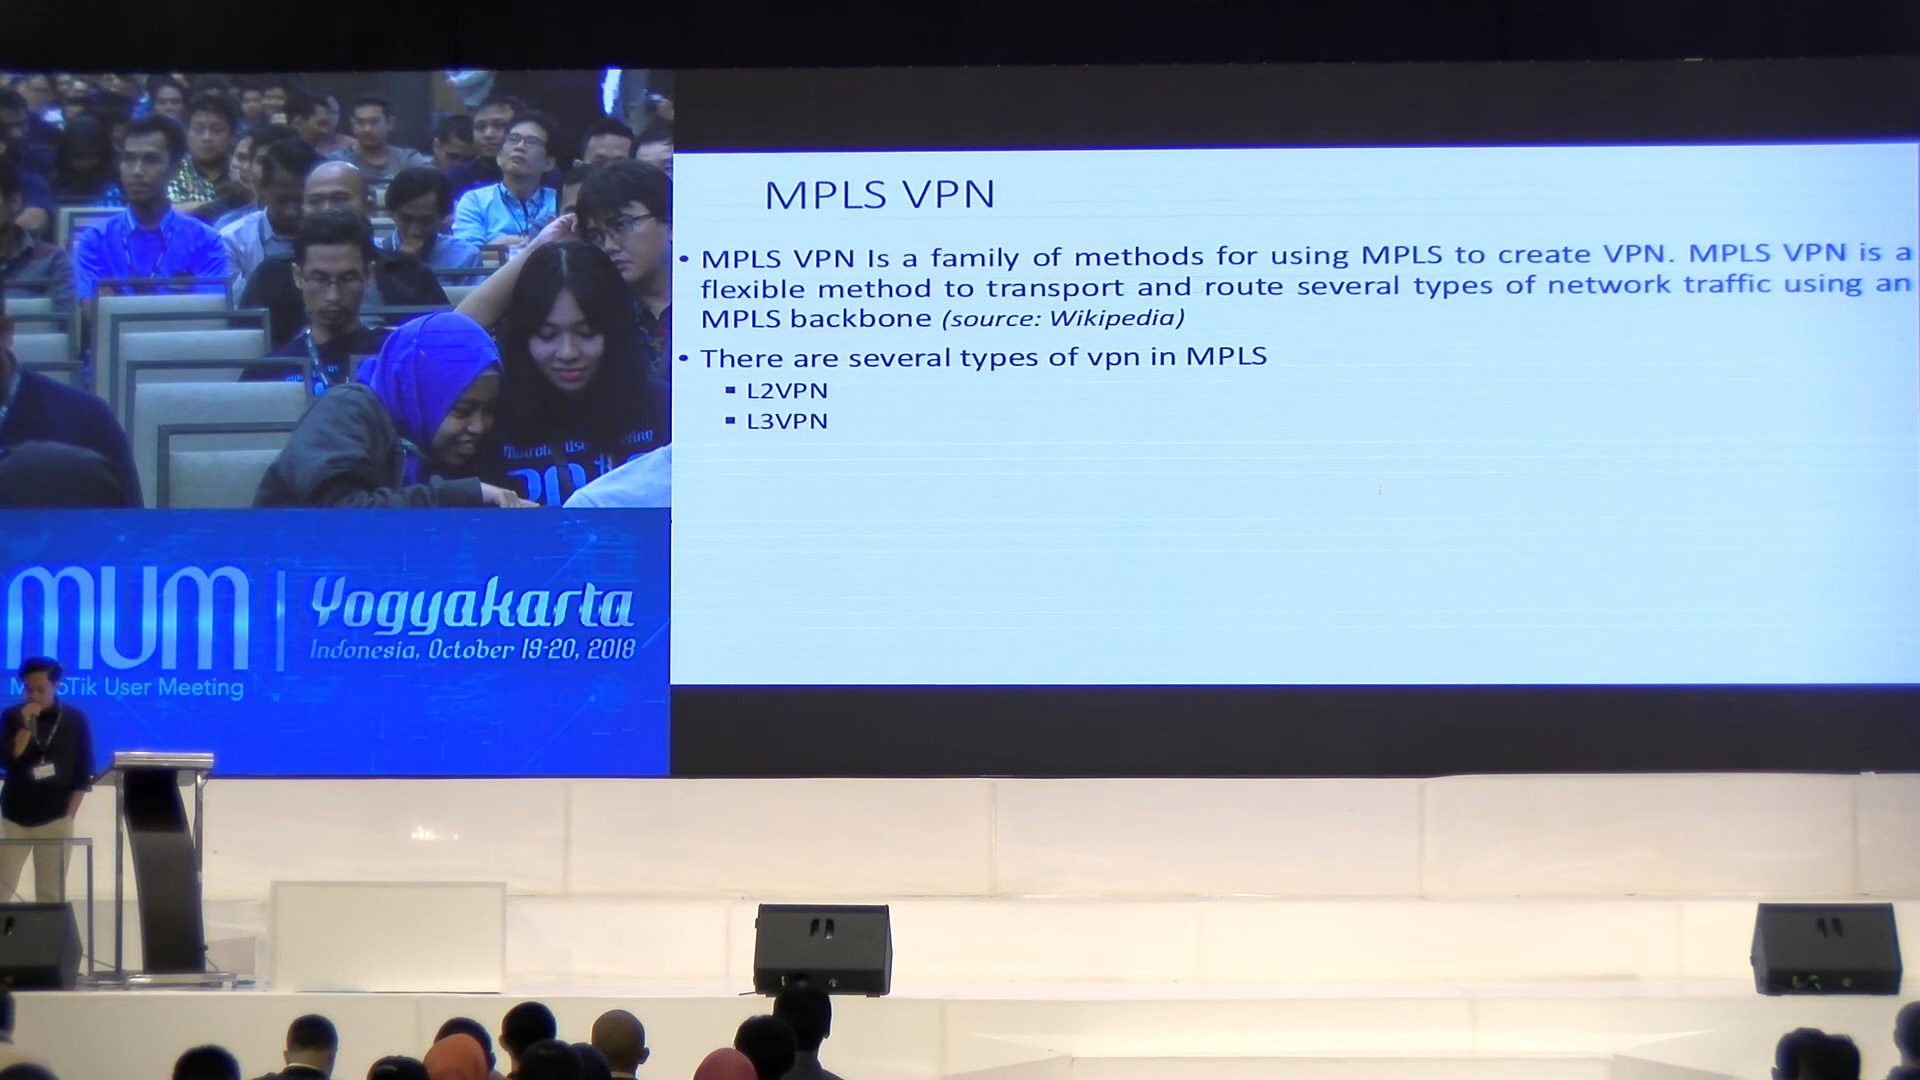 MPLS VPN
• MPLS VPN Is a family of methods for using MPLS to create VPN. MPLS VPN is a
flexible method to transport and route several types of network traffic using an
MPLS backbone (source: Wikipedia)
• There are several types of vpn in MPLS
▪ L2VPN
▪ L3VPN
mum
Yogyakarta
Indonesia, October 19-20, 2018
User Meeting